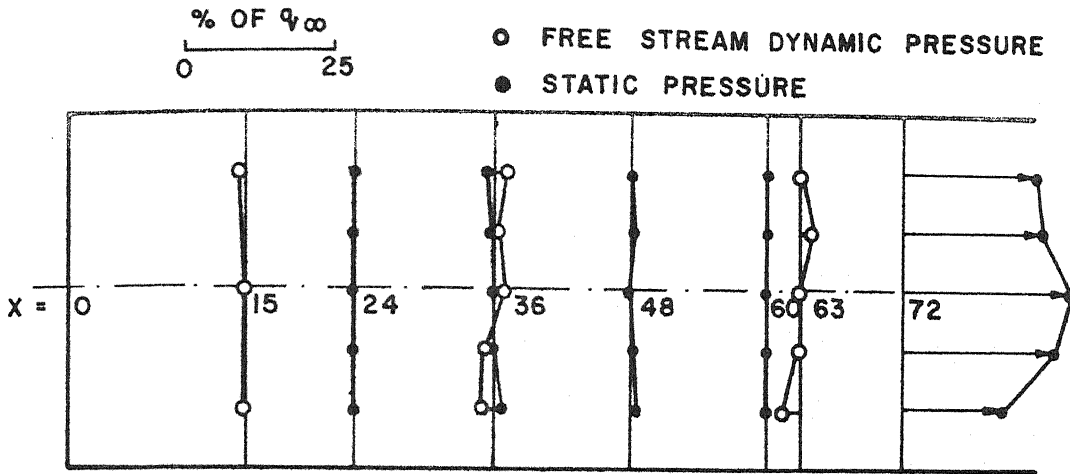 % OF q∞
0 25
○ FREE STREAM DYNAMIC PRESSURE
● STATIC PRESSURE
X = 0 15 24 36 48 60 63 72